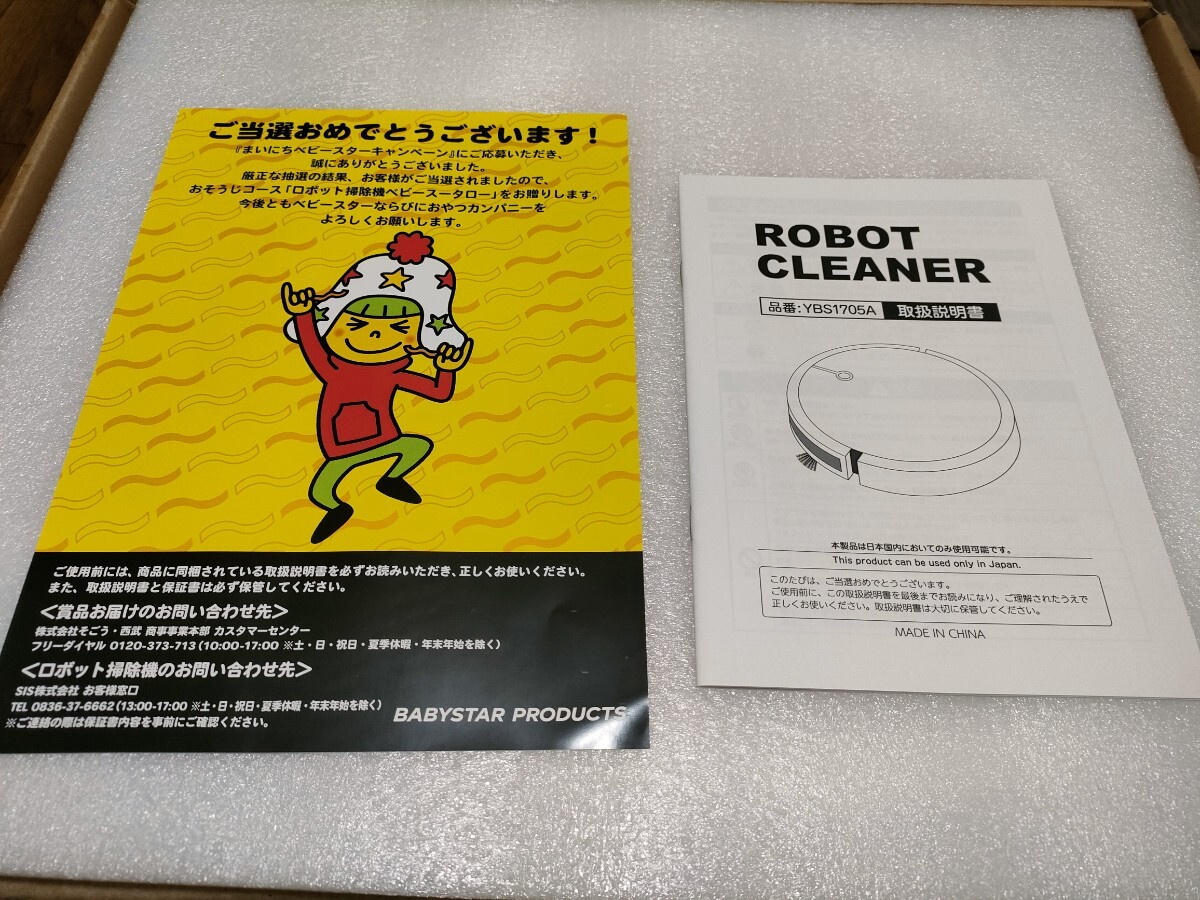 ご当選おめでとうございます！
『まいにちベビースターキャンペーン』にご応募いただき、
誠にありがとうございました。
厳正な抽選の結果、お客様がご当選されましたので、
おそうじコース「ロボット掃除機ベビースータロー」をお贈りします。
今後ともベビースターならびにおやつカンパニーを
よろしくお願いします。
ご使用前には、商品に同梱されている取扱説明書を必ずお読みいただき、正しくお使いください。
また、取扱説明書と保証書は必ず保管してください。
＜賞品お届けのお問い合わせ先＞
株式会社そごう・西武 商事事業本部 カスタマーセンター
フリーダイヤル 0120-373-713（10:00-17:00 ※土・日・祝日・夏季休暇・年末年始を除く）
＜ロボット掃除機のお問い合わせ先＞
SIS株式会社 お客様窓口
TEL 0836-37-6662（13:00-17:00 ※土・日・祝日・夏季休暇・年末年始を除く）
※ご連絡の際は保証書内容を事前にご確認ください。
BABYSTAR PRODUCTS
ROBOT
CLEANER
品番:YBS1705A 取扱説明書
本製品は日本国内においてのみ使用可能です。
This product can be used only in Japan.
このたびは、ご当選おめでとうございます。
ご使用前に、この取扱説明書を最後までお読みになり、ご理解されたうえで
正しくお使いください。取扱説明書は大切に保管してください。
MADE IN CHINA